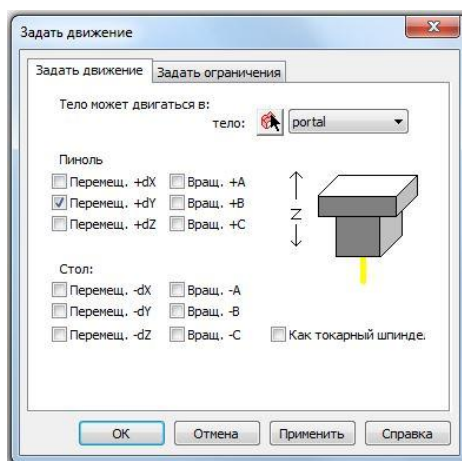 Задать движение
Задать движение Задать ограничения
Тело может двигаться в:
тело: portal
Пиноль
Перемещ. +dX Вращ. +A
Перемещ. +dY Вращ. +B
Перемещ. +dZ Вращ. +C
Z
Стол:
Перемещ. -dX Вращ. -A
Перемещ. -dY Вращ. -B
Перемещ. -dZ Вращ. -C Как токарный шпинде.
ОК Отмена Применить Справка